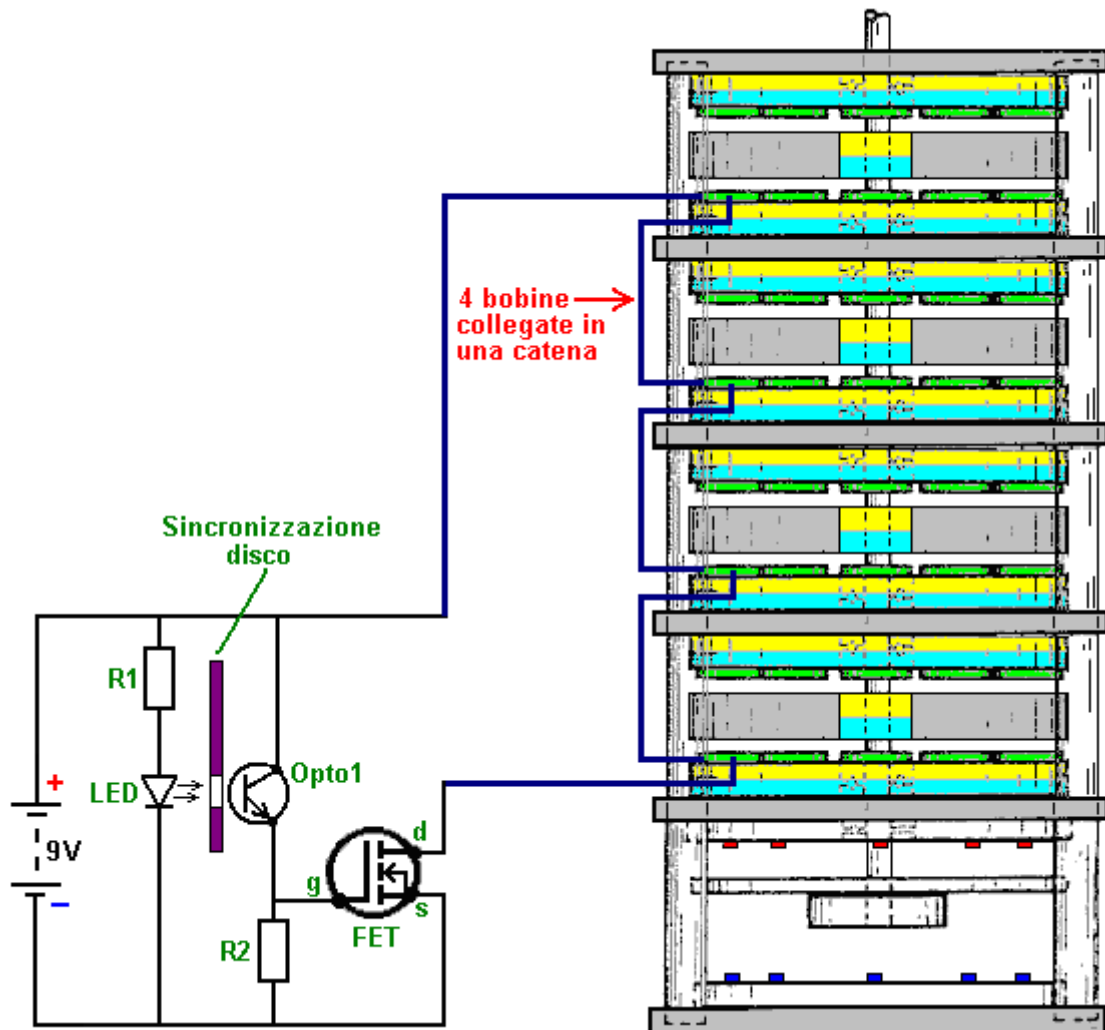 4 bobine
collegate in
una catena
Sincronizzazione
disco
R1
LED
Opto1
+
9V
–
d
g
s
FET
R2